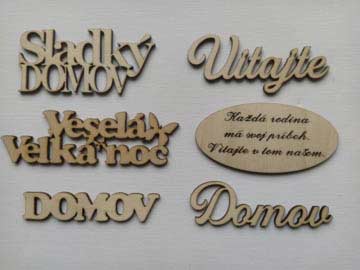 Sladký
DOMOV
Vitajte
Veselá
Veľká noc
Každá rodina
má svoj príbeh.
Vitajte v tom našom.
DOMOV
Domov